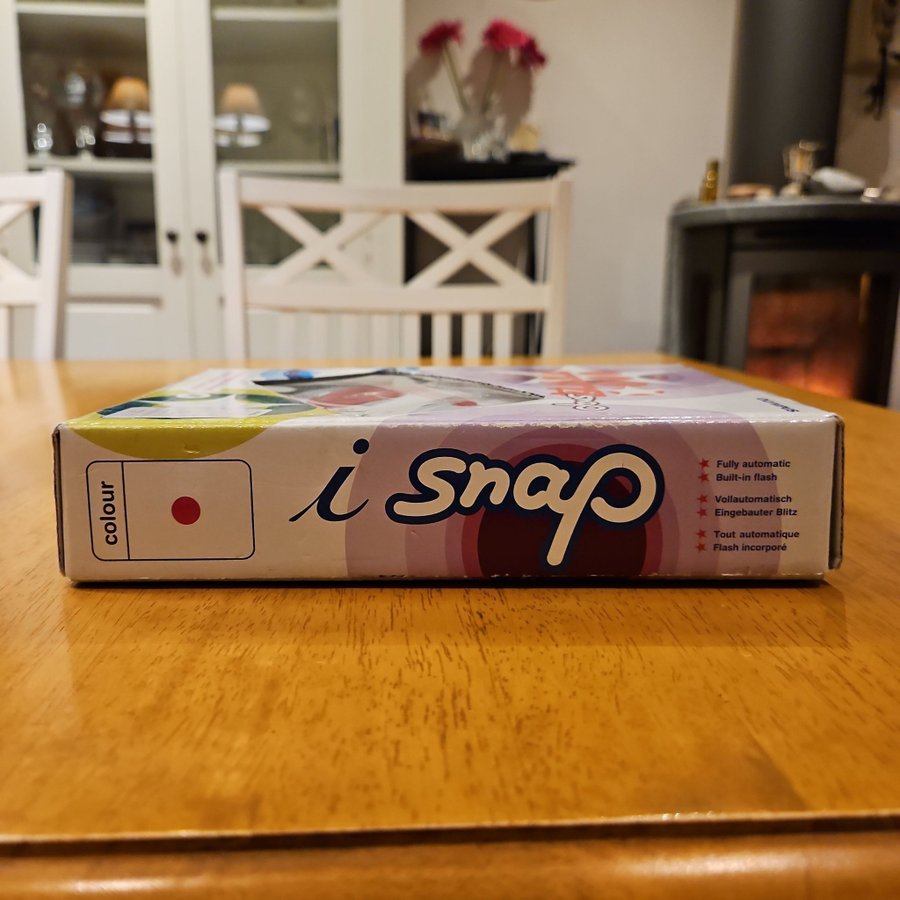 colour
i snap
Fully automatic
Built-in flash
Vollautomatisch
Eingebauter Blitz
Tout automatique
Flash incorporé